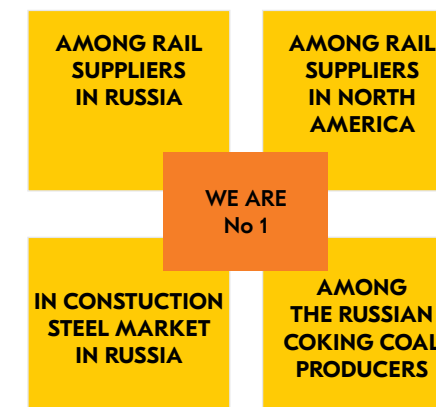 AMONG RAIL
SUPPLIERS
IN RUSSIA
AMONG RAIL
SUPPLIERS
IN NORTH
AMERICA
WE ARE
No 1
IN CONSTUCTION
STEEL MARKET
IN RUSSIA
AMONG
THE RUSSIAN
COKING COAL
PRODUCERS